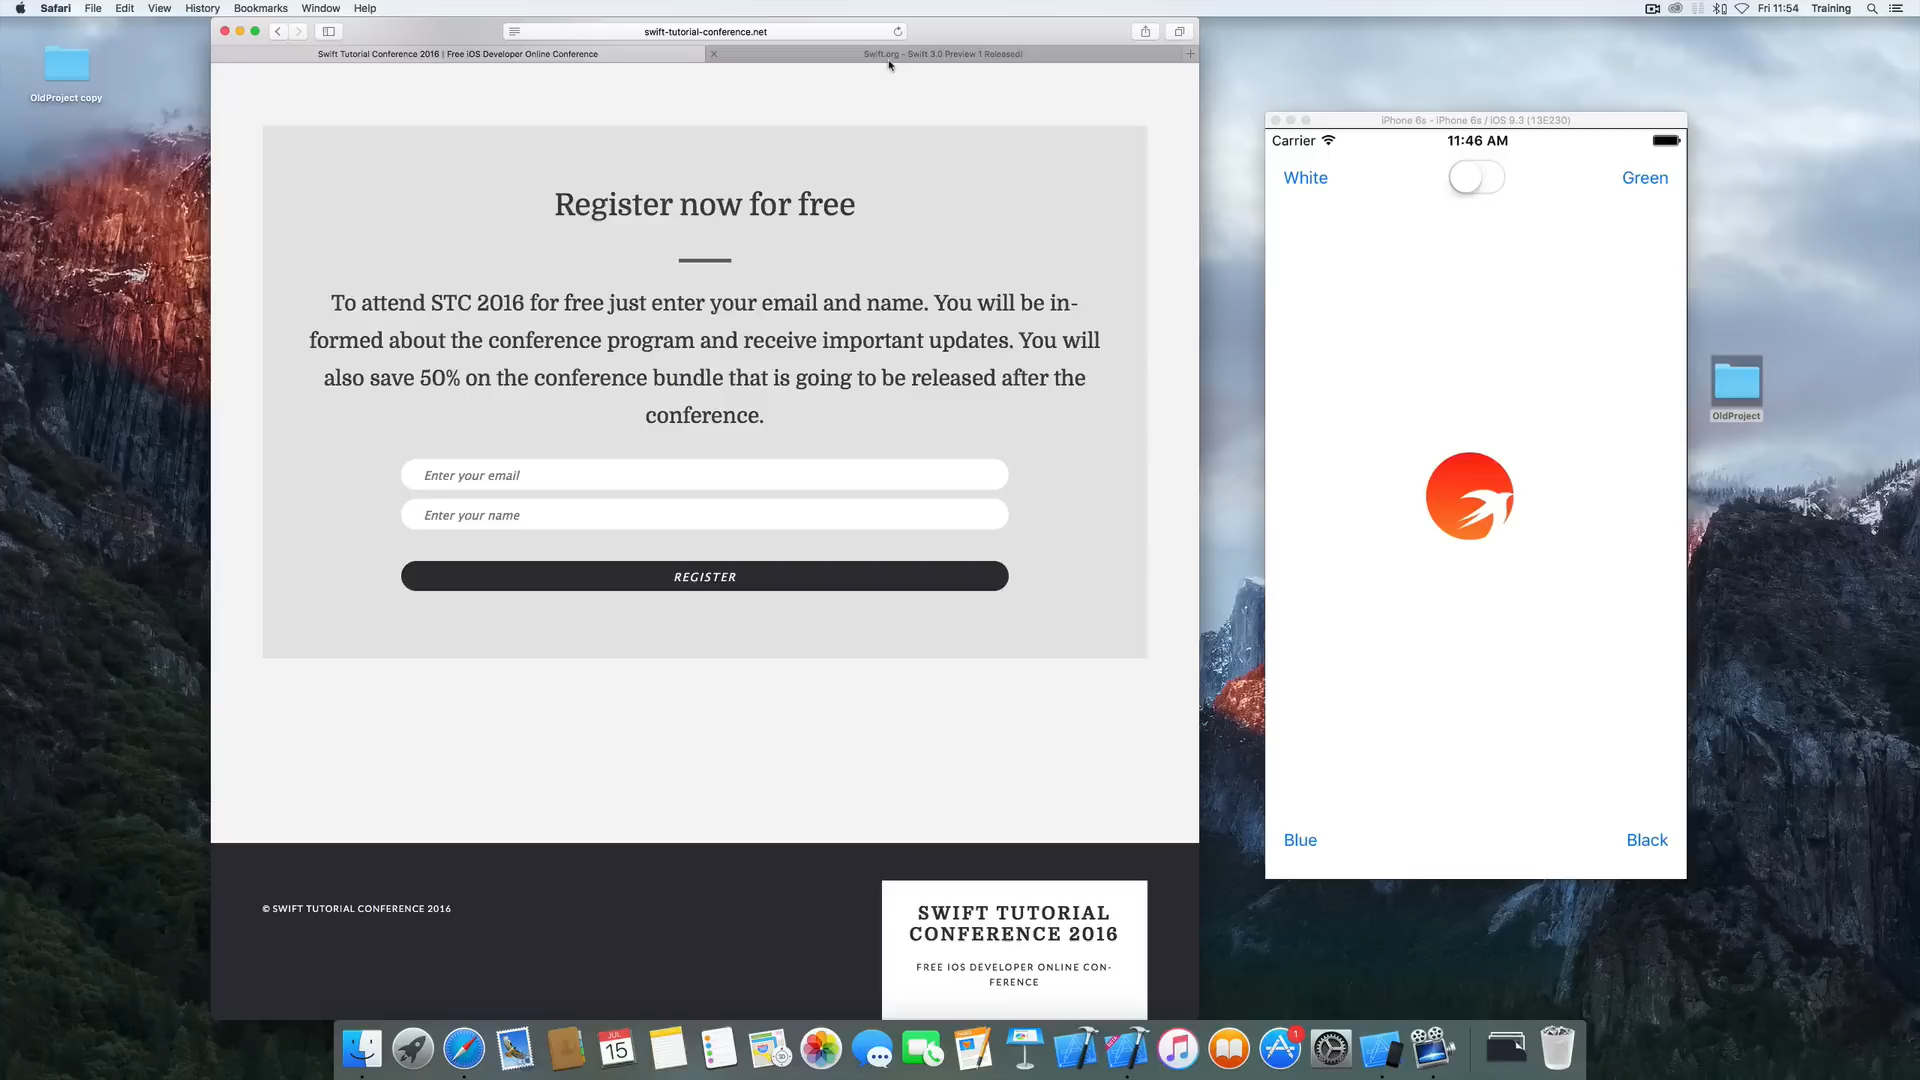 Safari File Edit View History Bookmarks Window Help
Fri 11:54 Training
OldProject copy
swift-tutorial-conference.net
Swift Tutorial Conference 2016 | Free iOS Developer Online Conference
Swift.org - Swift 3.0 Preview 1 Released!
Register now for free
To attend STC 2016 for free just enter your email and name. You will be in-
formed about the conference program and receive important updates. You will
also save 50% on the conference bundle that is going to be released after the
conference.
Enter your email
Enter your name
REGISTER
© SWIFT TUTORIAL CONFERENCE 2016
SWIFT TUTORIAL
CONFERENCE 2016
FREE IOS DEVELOPER ONLINE CON-
FERENCE
iPhone 6s - iPhone 6s / iOS 9.3 (13E230)
Carrier 11:46 AM
White Green
Blue Black
OldProject
JUL
15
1